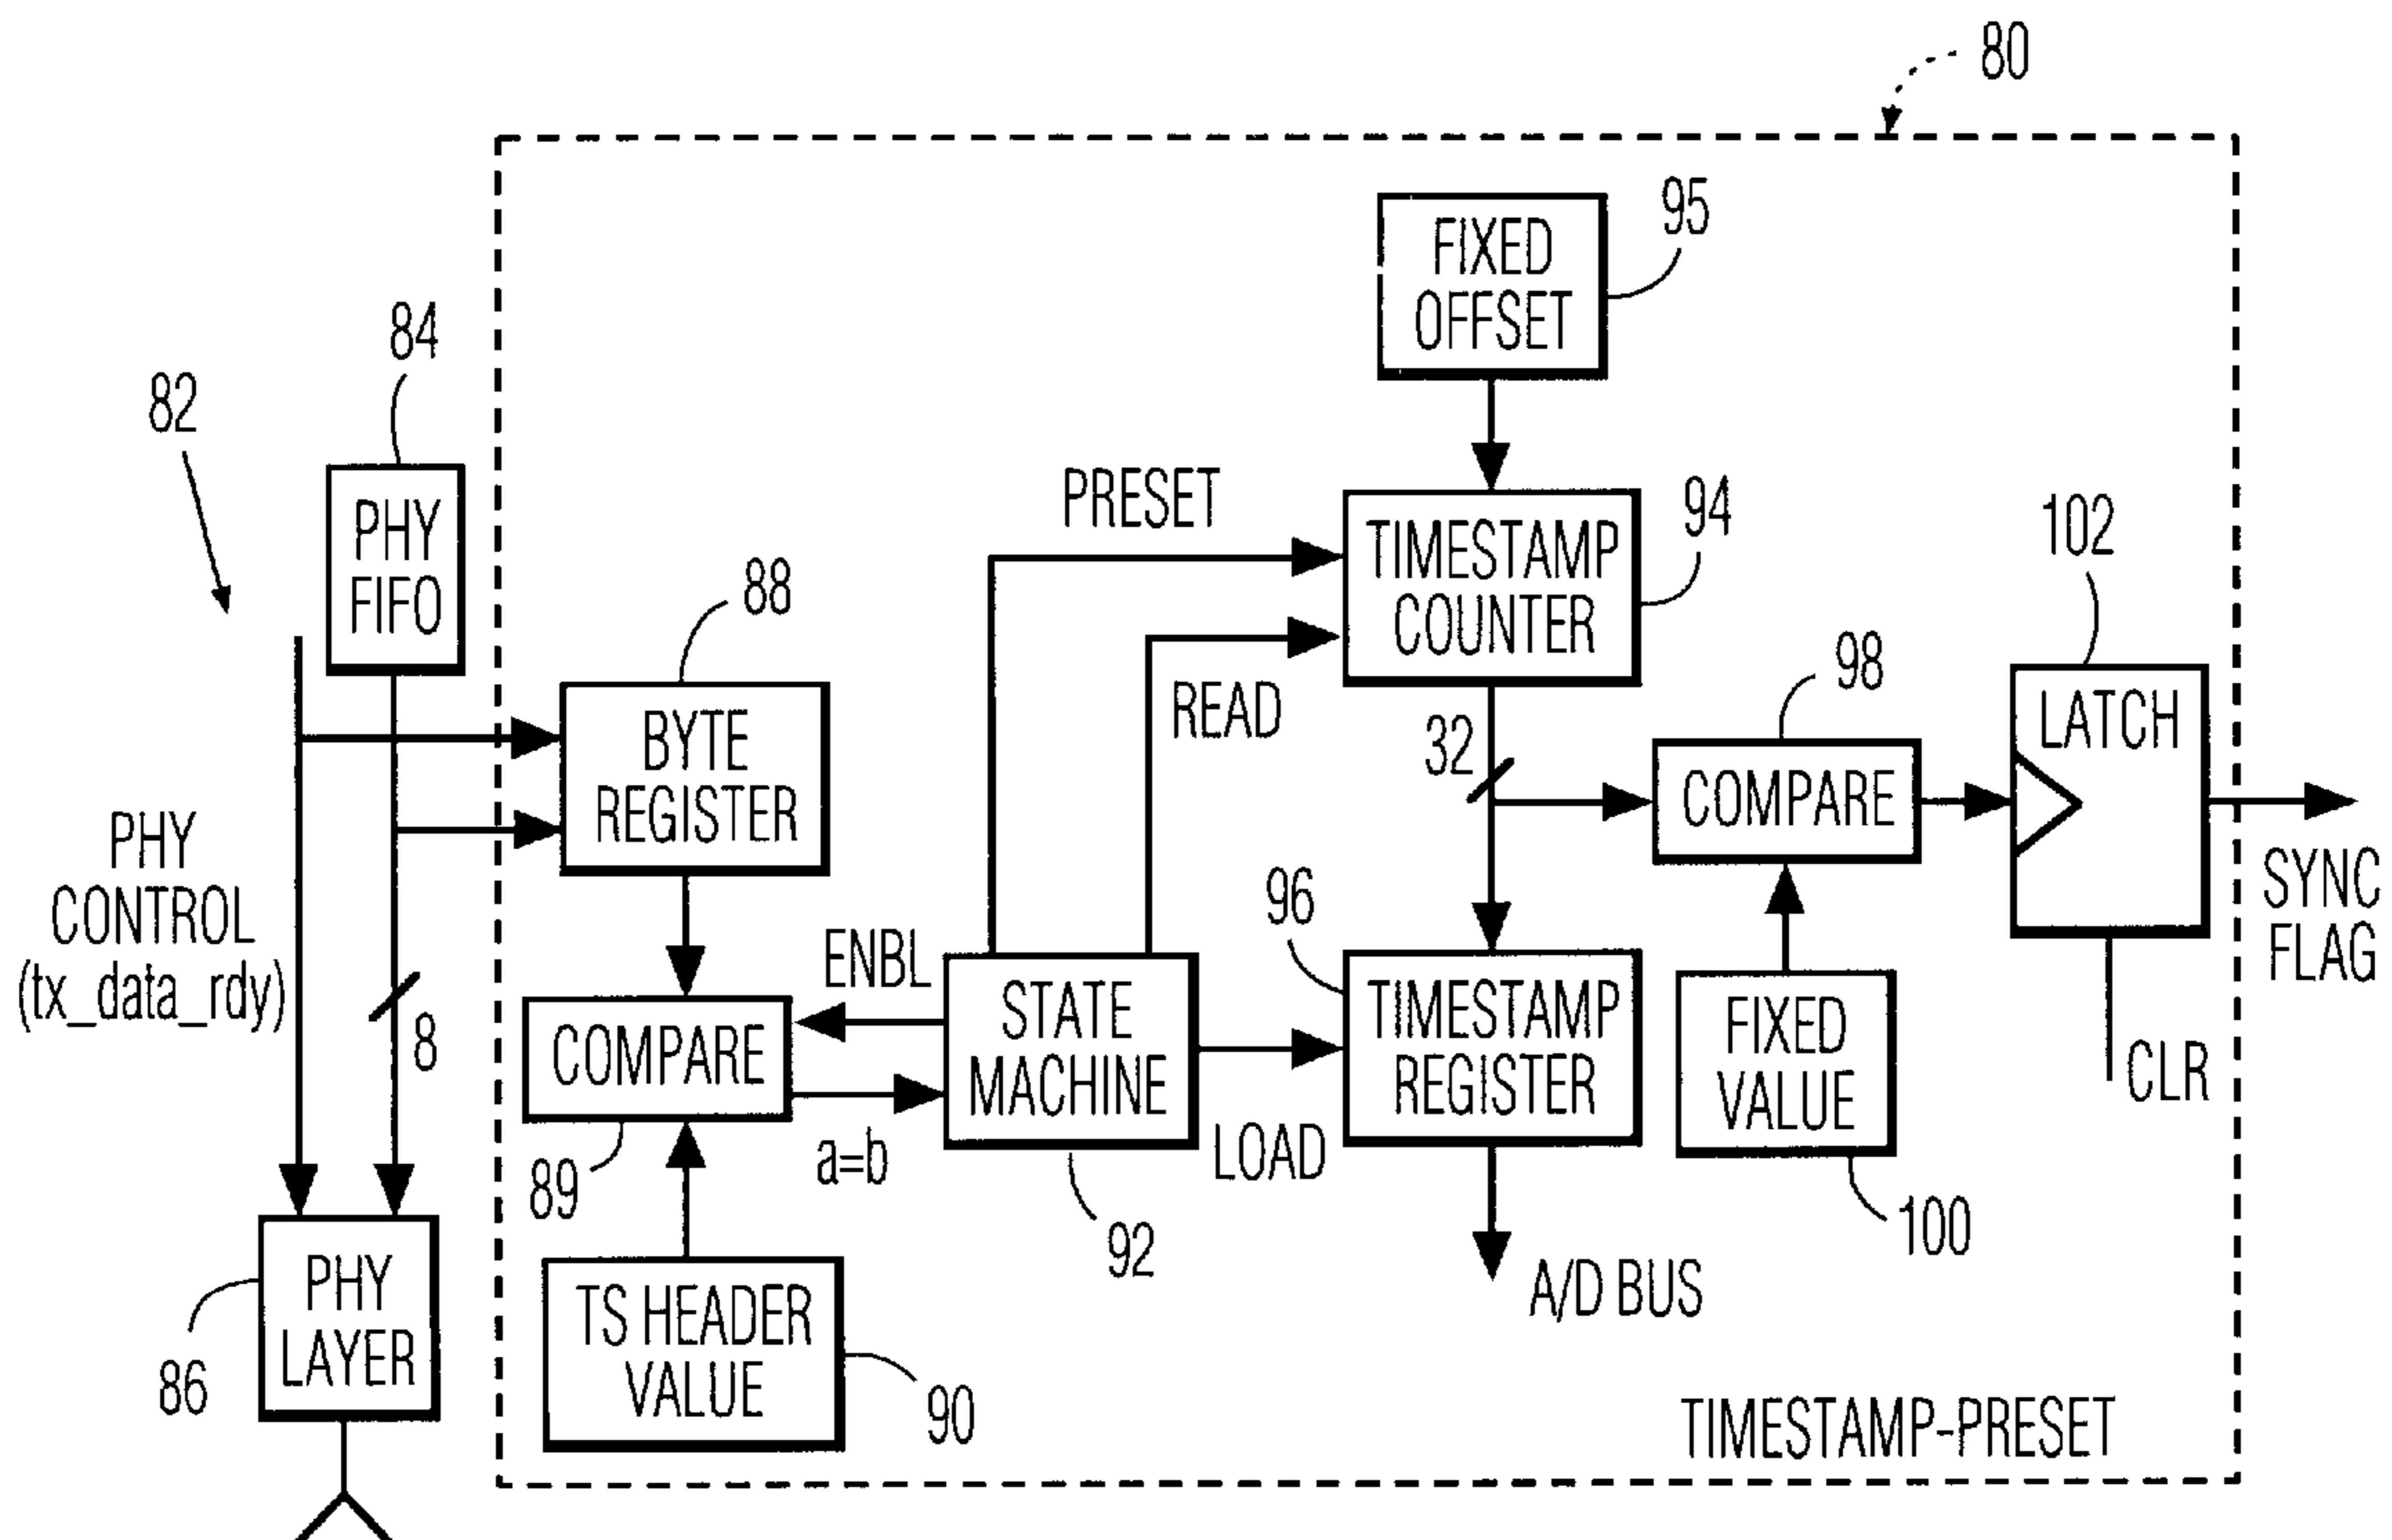 80
FIXED
OFFSET
95
84
82
PHY
FIFO
PRESET
TIMESTAMP
COUNTER
94
102
88
READ
32
98
LATCH
BYTE
REGISTER
COMPARE
PHY
CONTROL
(tx_data_rdy)
8
SYNC
FLAG
96
ENBL
COMPARE
STATE
MACHINE
TIMESTAMP
REGISTER
FIXED
VALUE
CLR
89
a=b
LOAD
92
100
PHY
LAYER
86
TS HEADER
VALUE
90
A/D BUS
TIMESTAMP-PRESET